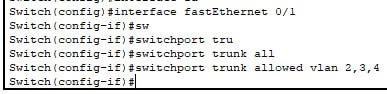 Switch(config)#interface fastEthernet 0/1
Switch(config-if)#sw
Switch(config-if)#switchport tru
Switch(config-if)#switchport trunk all
Switch(config-if)#switchport trunk allowed vlan 2,3,4
Switch(config-if)#